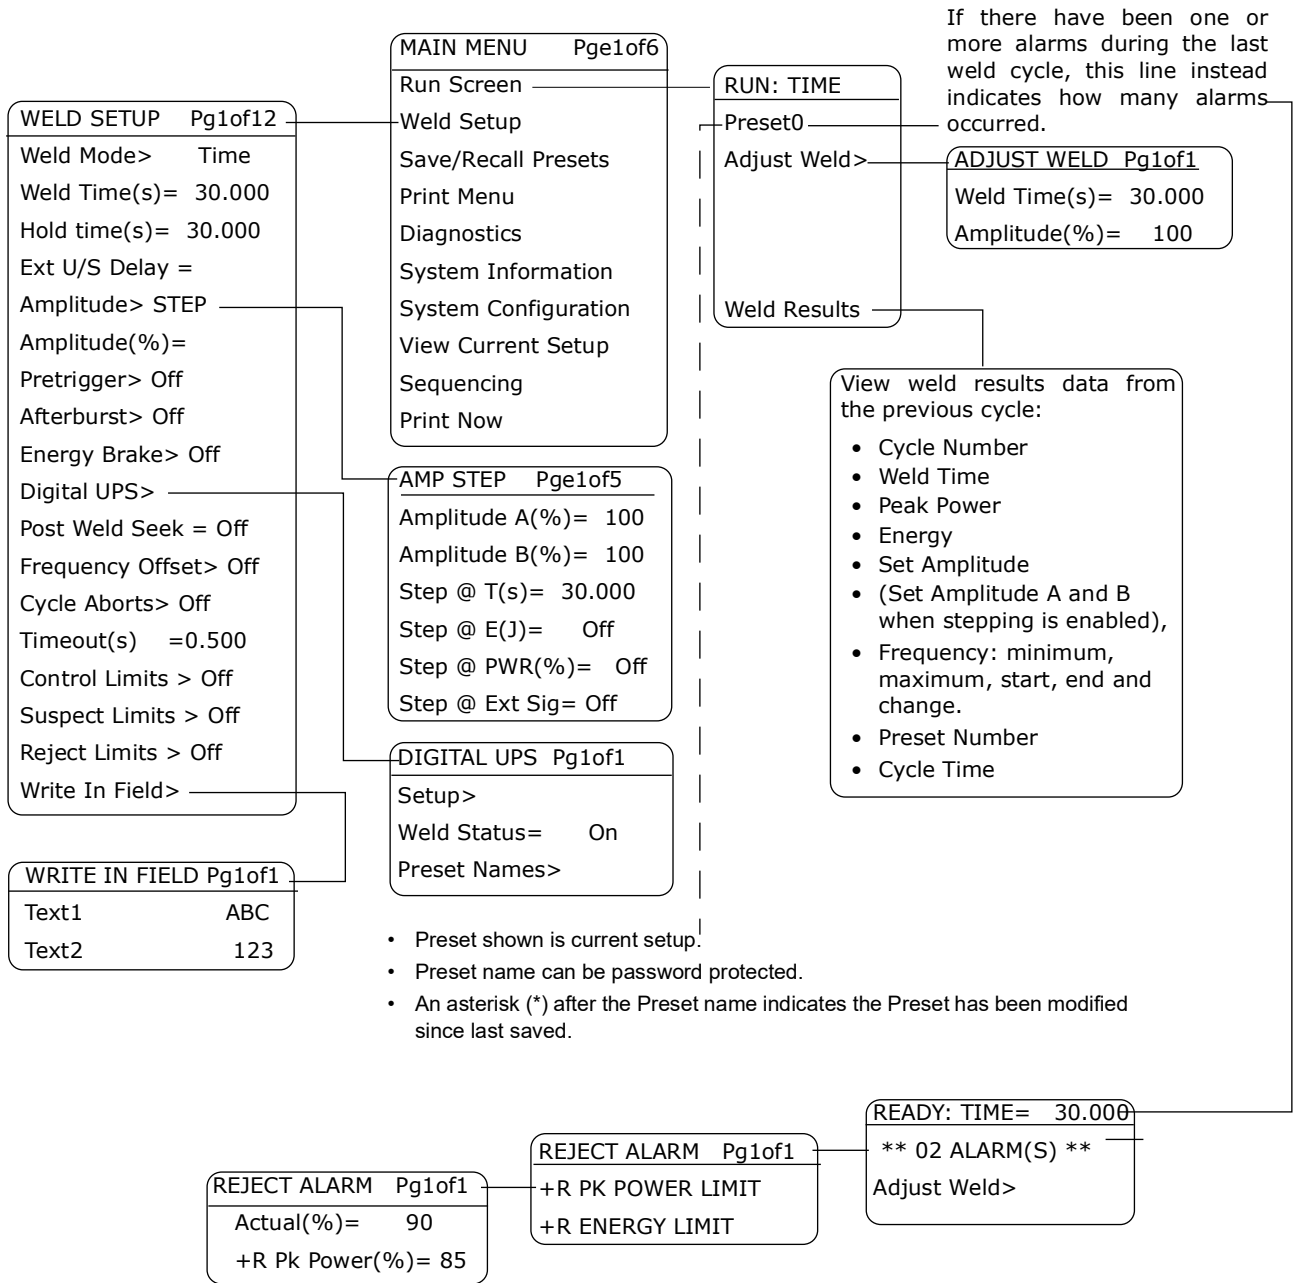 If there have been one or
more alarms during the last
weld cycle, this line instead
indicates how many alarms
occurred.
MAIN MENU Pge1of6
Run Screen
Weld Setup
Save/Recall Presets
Print Menu
Diagnostics
System Information
System Configuration
View Current Setup
Sequencing
Print Now
RUN: TIME
Preset0
Adjust Weld>
Weld Results
ADJUST WELD Pg1of1
Weld Time(s)= 30.000
Amplitude(%)= 100
WELD SETUP Pg1of12
Weld Mode> Time
Weld Time(s)= 30.000
Hold time(s)= 30.000
Ext U/S Delay =
Amplitude> STEP
Amplitude(%)=
Pretrigger> Off
Afterburst> Off
Energy Brake> Off
Digital UPS>
Post Weld Seek = Off
Frequency Offset> Off
Cycle Aborts> Off
Timeout(s) =0.500
Control Limits > Off
Suspect Limits > Off
Reject Limits > Off
Write In Field>
View weld results data from
the previous cycle:
• Cycle Number
• Weld Time
• Peak Power
• Energy
• Set Amplitude
• (Set Amplitude A and B
when stepping is enabled),
• Frequency: minimum,
maximum, start, end and
change.
• Preset Number
• Cycle Time
AMP STEP Pge1of5
Amplitude A(%)= 100
Amplitude B(%)= 100
Step @ T(s)= 30.000
Step @ E(J)= Off
Step @ PWR(%)= Off
Step @ Ext Sig= Off
DIGITAL UPS Pg1of1
Setup>
Weld Status= On
Preset Names>
WRITE IN FIELD Pg1of1
Text1 ABC
Text2 123
• Preset shown is current setup.
• Preset name can be password protected.
• An asterisk (*) after the Preset name indicates the Preset has been modified
since last saved.
READY: TIME= 30.000
** 02 ALARM(S) **
Adjust Weld>
REJECT ALARM Pg1of1
+R PK POWER LIMIT
+R ENERGY LIMIT
REJECT ALARM Pg1of1
Actual(%)= 90
+R Pk Power(%)= 85